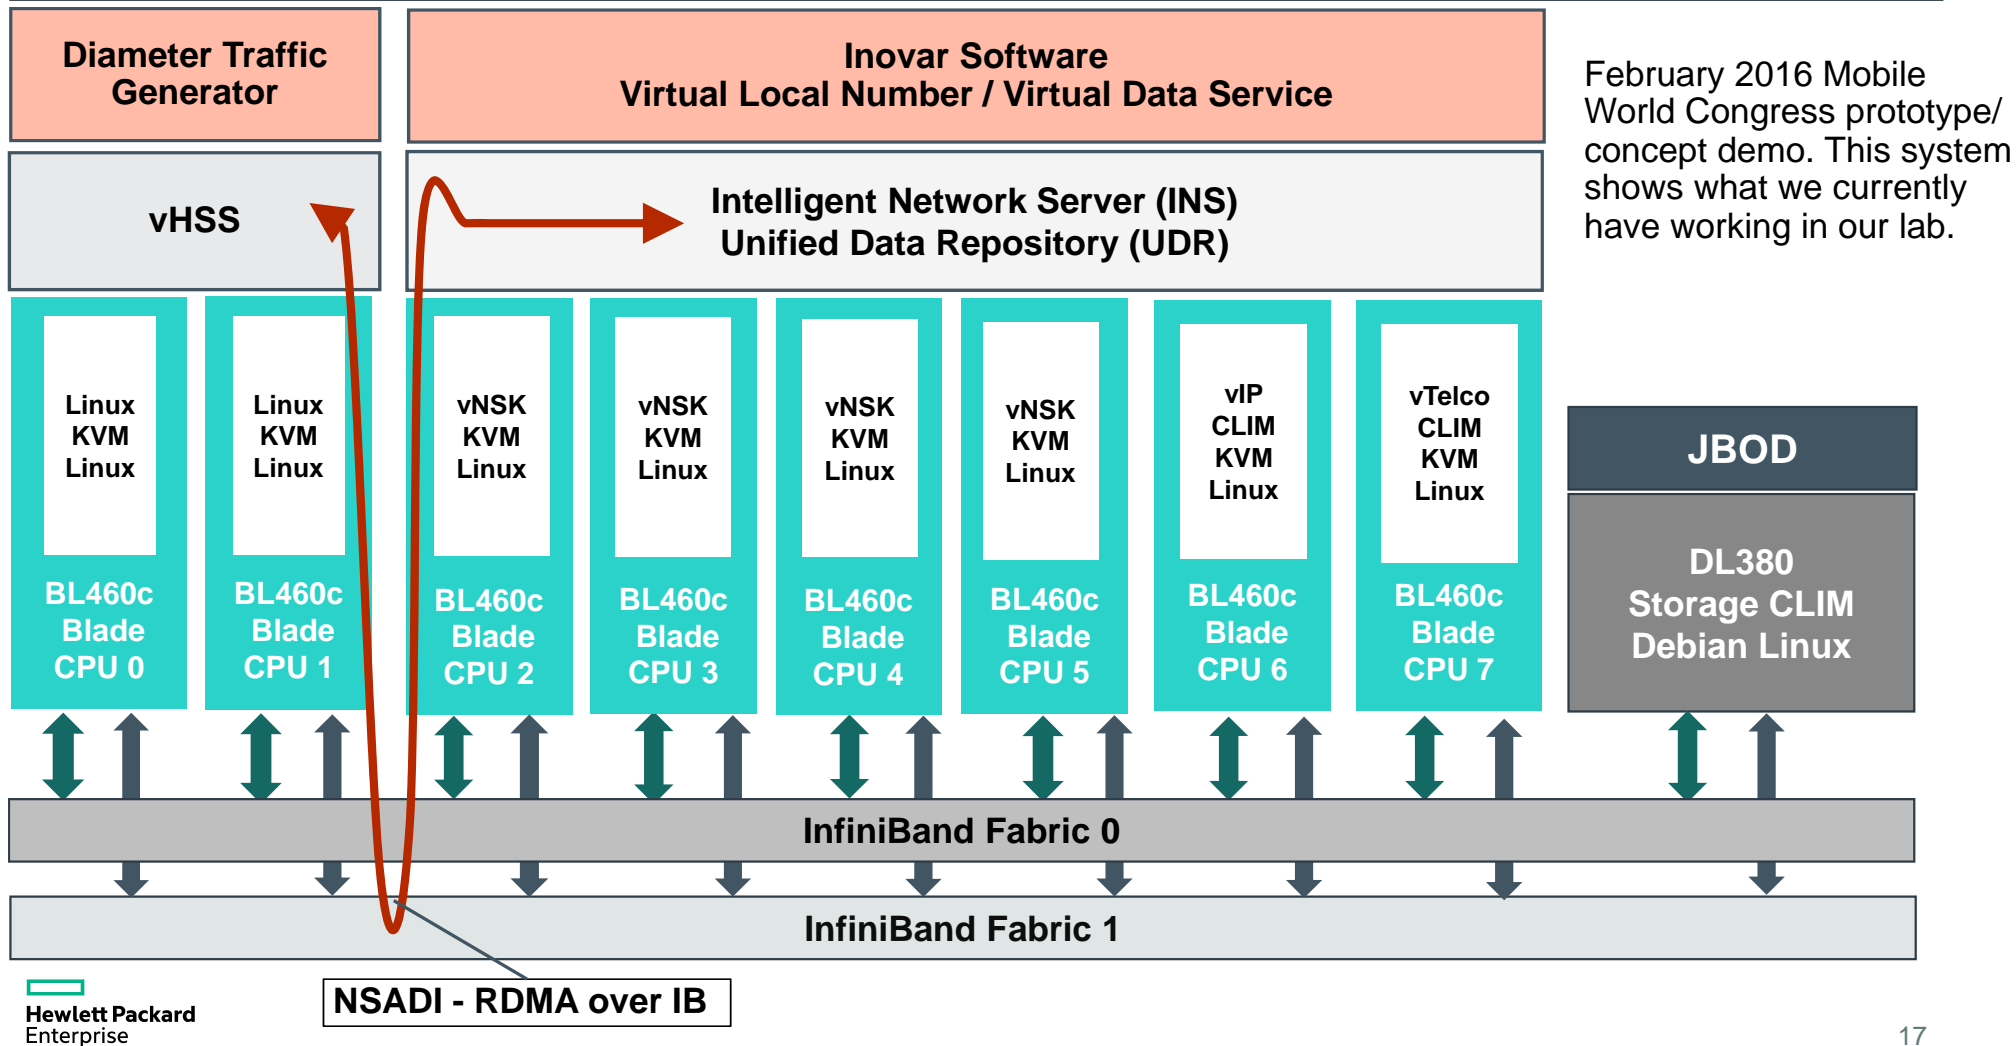 Diameter Traffic
Generator
Inovar Software
Virtual Local Number / Virtual Data Service
February 2016 Mobile
World Congress prototype/
concept demo. This system
shows what we currently
have working in our lab.
vHSS
Intelligent Network Server (INS)
Unified Data Repository (UDR)
Linux
KVM
Linux
BL460c
Blade
CPU 0
Linux
KVM
Linux
BL460c
Blade
CPU 1
vNSK
KVM
Linux
BL460c
Blade
CPU 2
vNSK
KVM
Linux
BL460c
Blade
CPU 3
vNSK
KVM
Linux
BL460c
Blade
CPU 4
vNSK
KVM
Linux
BL460c
Blade
CPU 5
vIP
CLIM
KVM
Linux
BL460c
Blade
CPU 6
vTelco
CLIM
KVM
Linux
BL460c
Blade
CPU 7
JBOD
DL380
Storage CLIM
Debian Linux
InfiniBand Fabric 0
InfiniBand Fabric 1
NSADI - RDMA over IB
Hewlett Packard
Enterprise
17